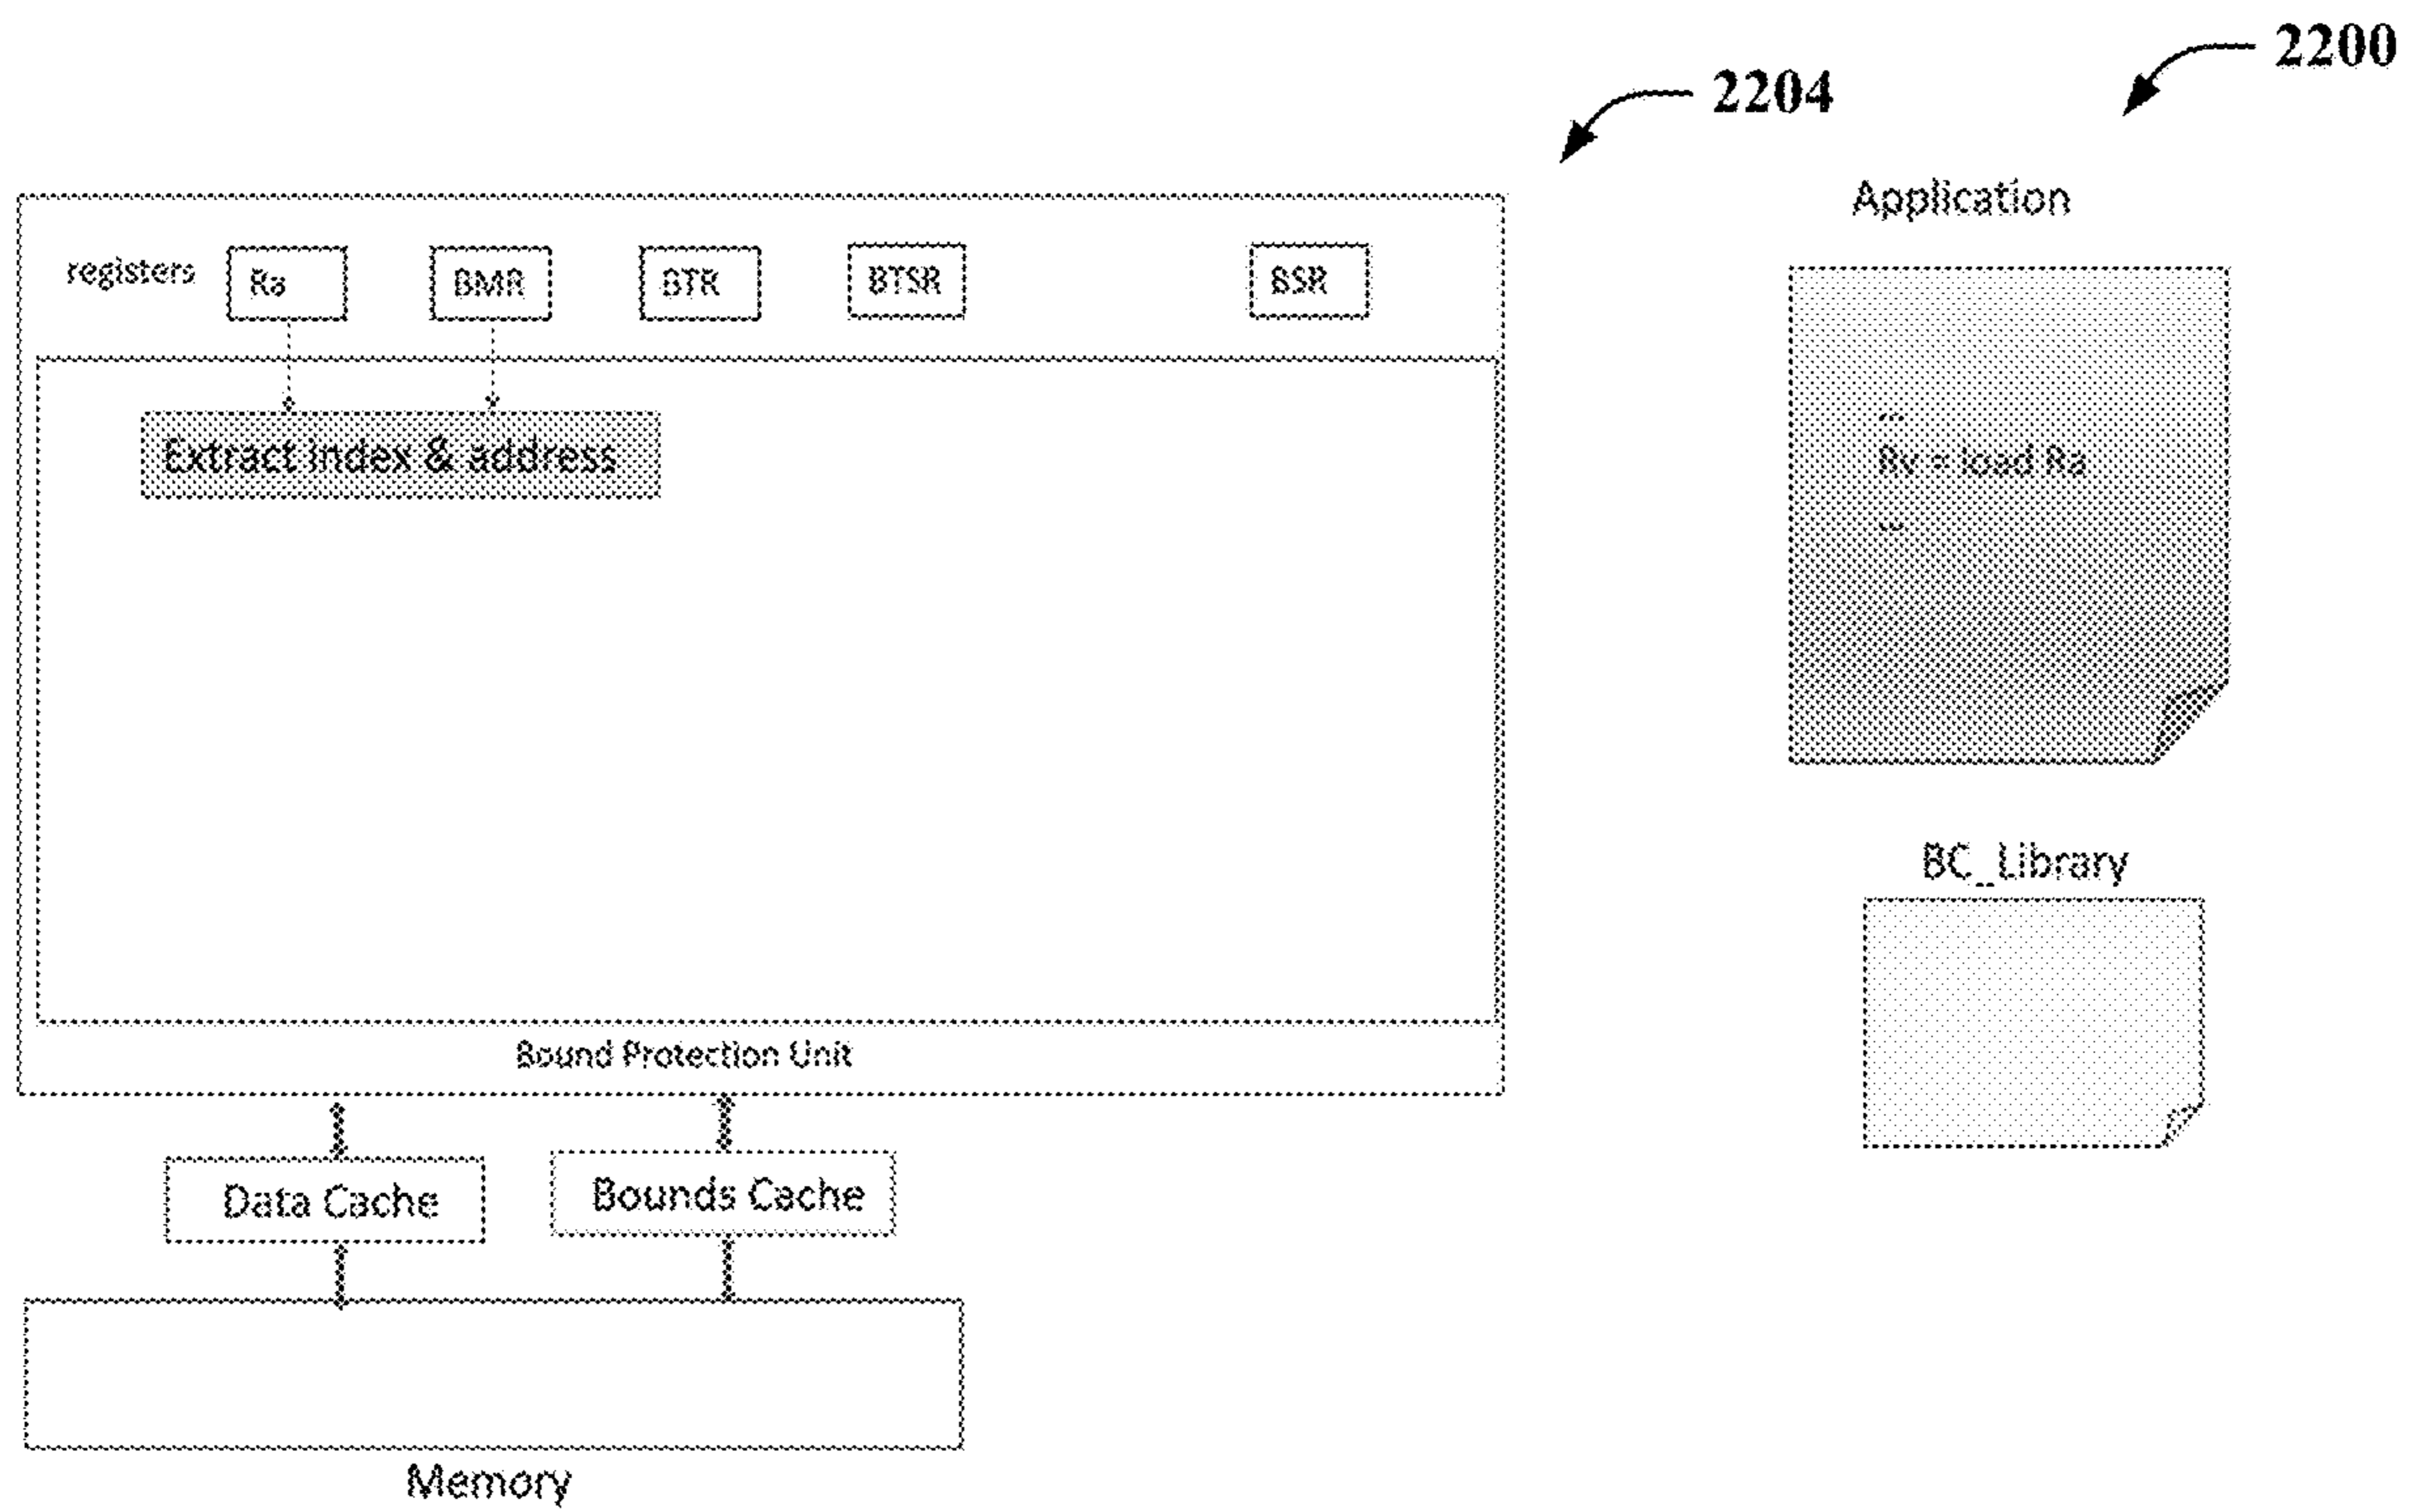 2200
2204
Application
registers
Ra
BMR
BTR
BTSR
BSR
Extract index & address
...
Rv = load Ra
...
BC_Library
Bound Protection Unit
Data Cache
Bounds Cache
Memory